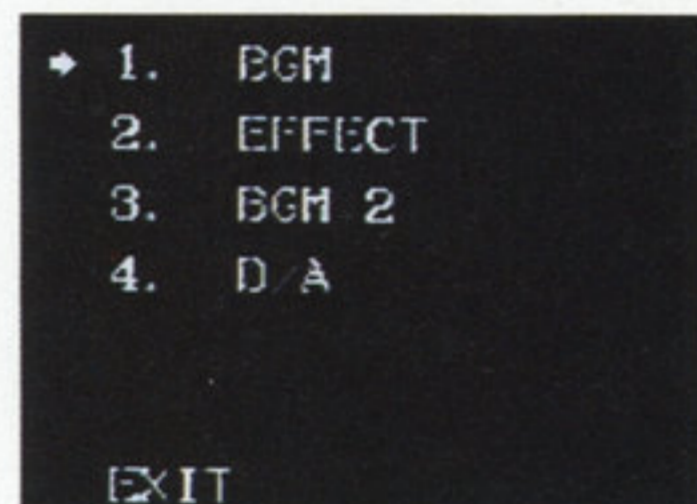 1. BGM
2. EFFECT
3. BGM 2
4. D/A
EXIT